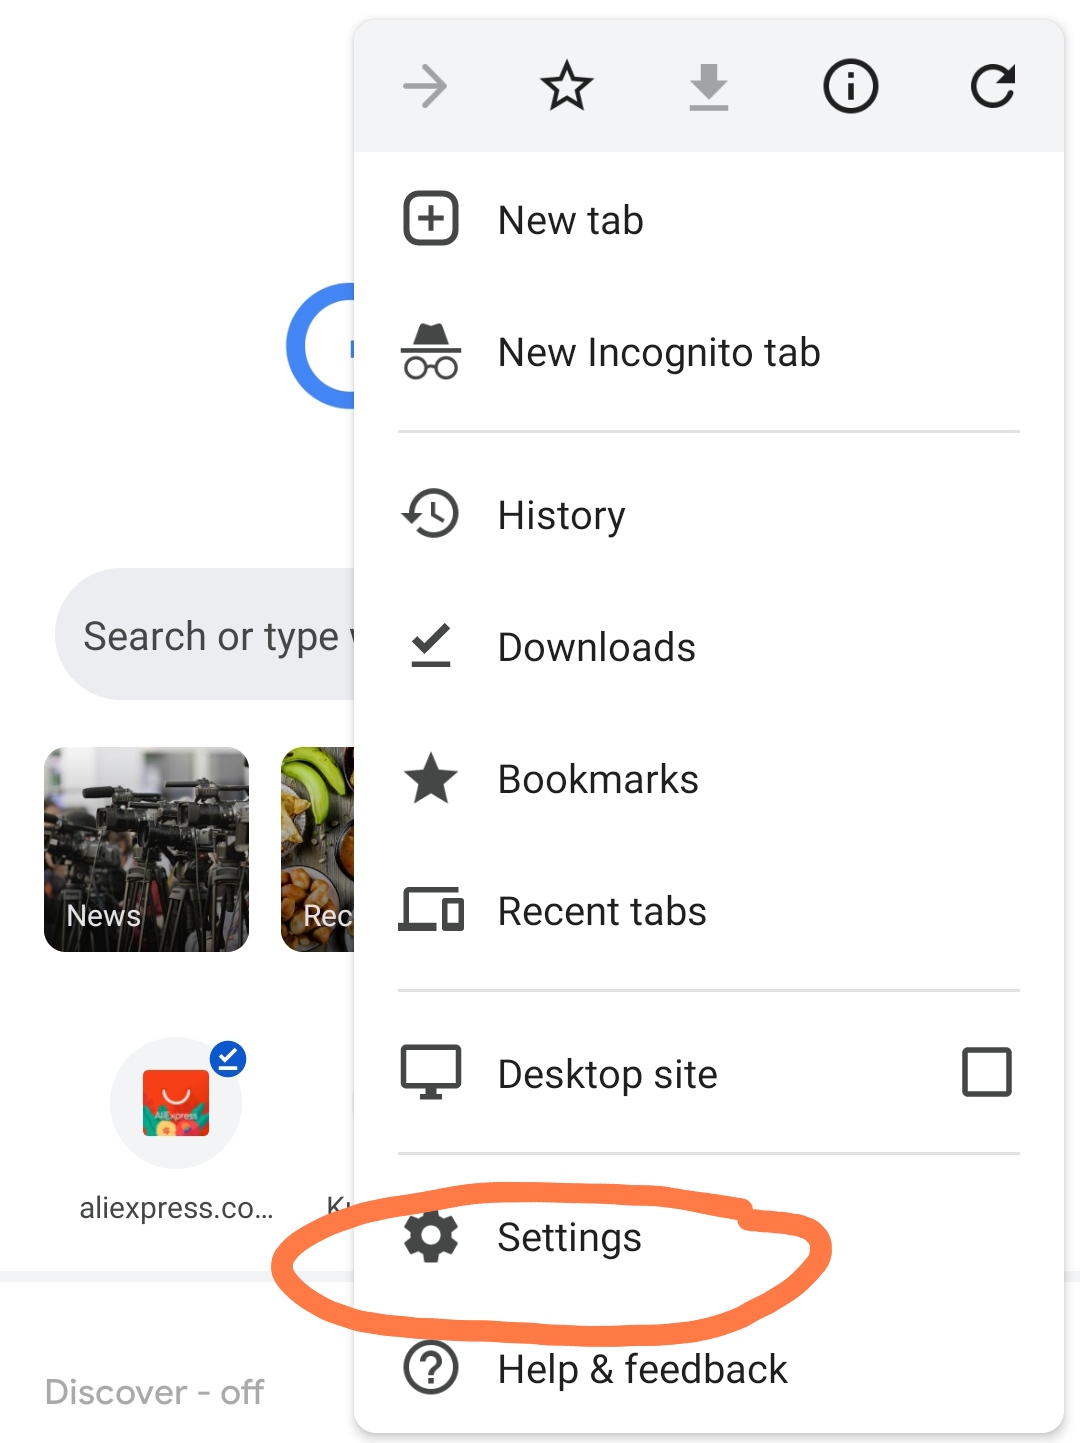 New tab
New Incognito tab
History
Search or type
Downloads
Bookmarks
News
Rec
Recent tabs
AliExpress
Desktop site
aliexpress.co...
Settings
Help & feedback
Discover - off